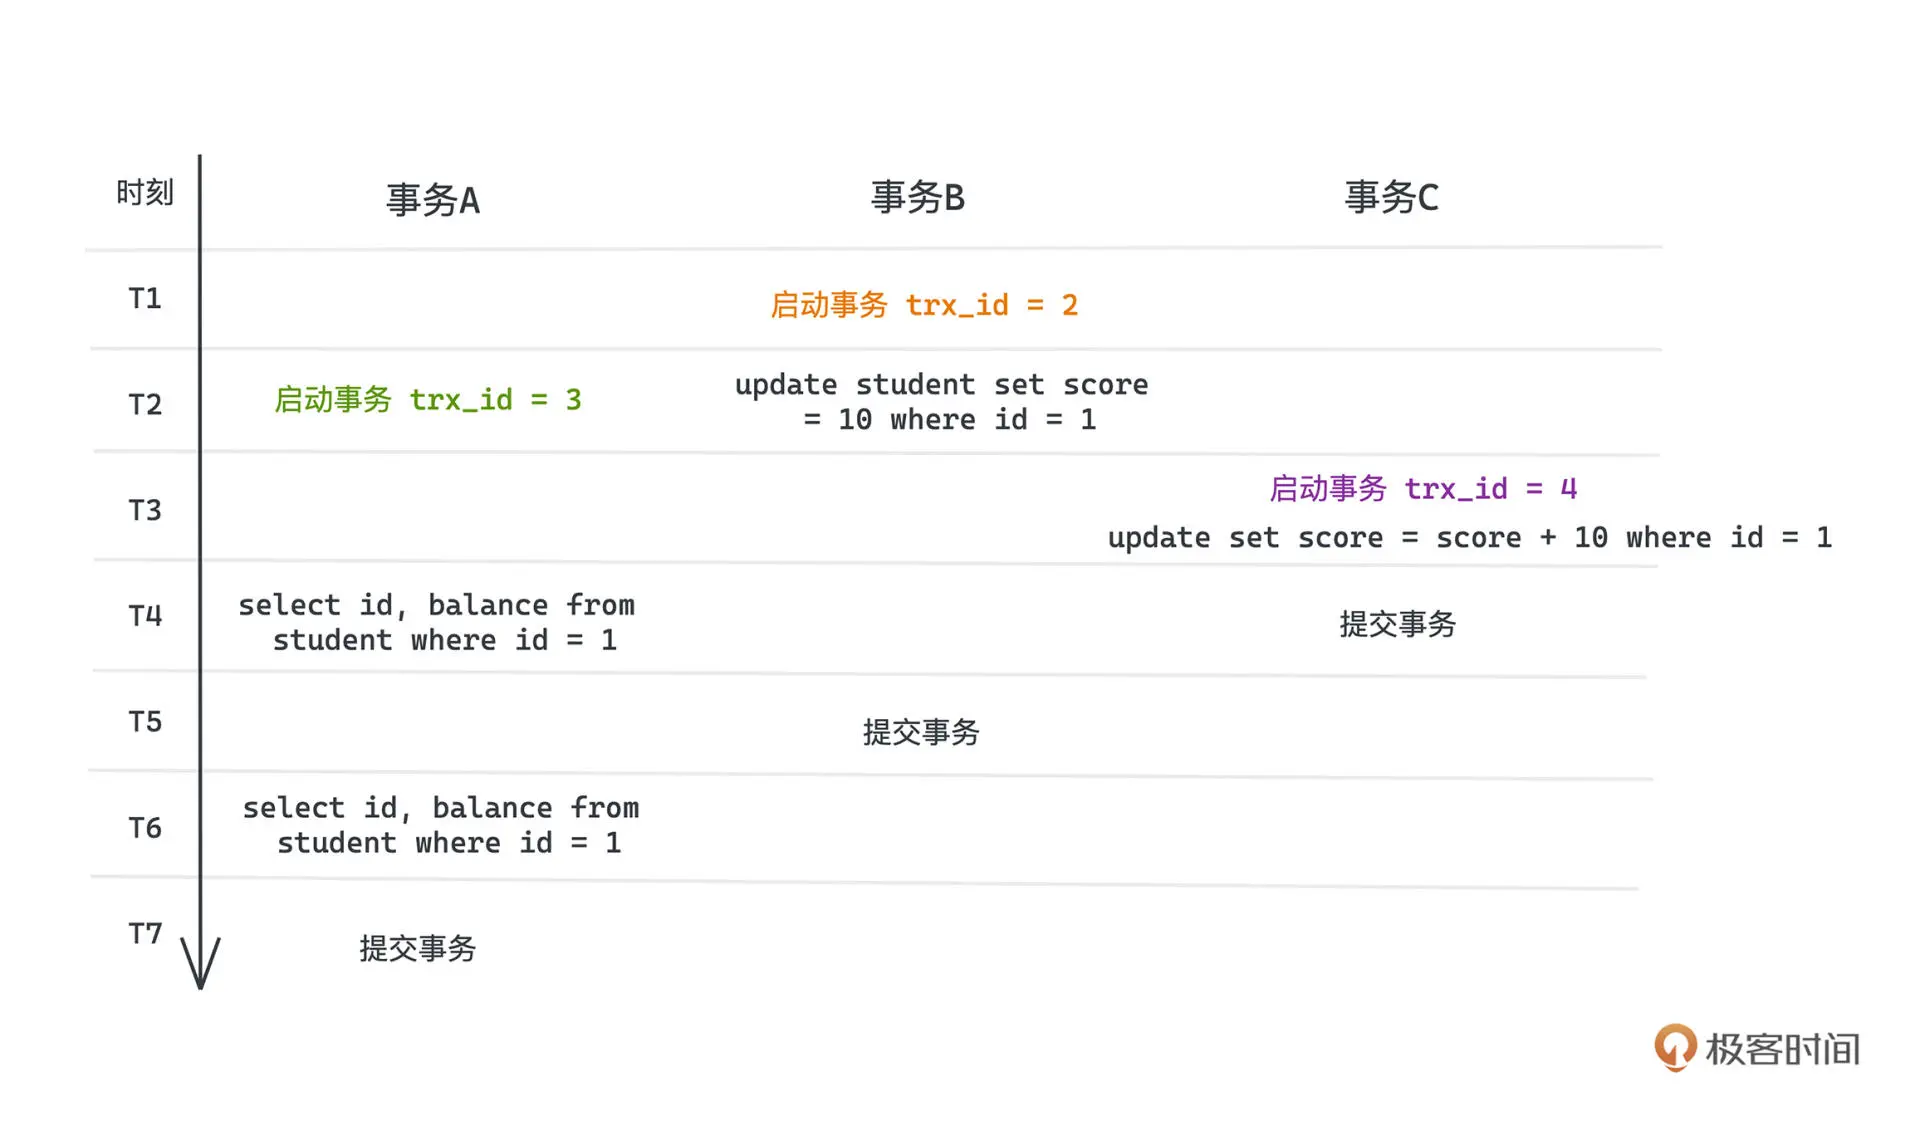 时刻 事务A 事务B 事务C
T1 启动事务 trx_id = 2
T2 启动事务 trx_id = 3 update student set score
= 10 where id = 1
T3 启动事务 trx_id = 4
update set score = score + 10 where id = 1
T4 select id, balance from
student where id = 1 提交事务
T5 提交事务
T6 select id, balance from
student where id = 1
T7 提交事务
极客时间